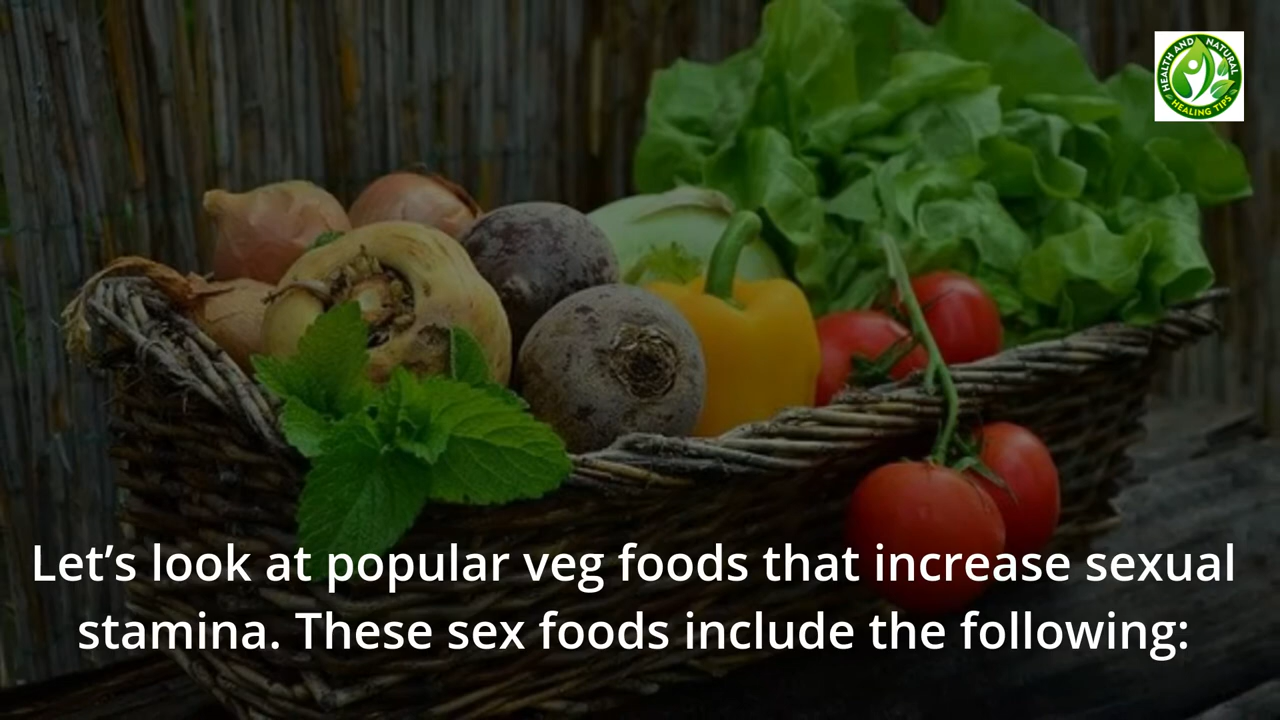 HEALTH AND NATURAL
HEALING TIPS
Let’s look at popular veg foods that increase sexual
stamina. These sex foods include the following: